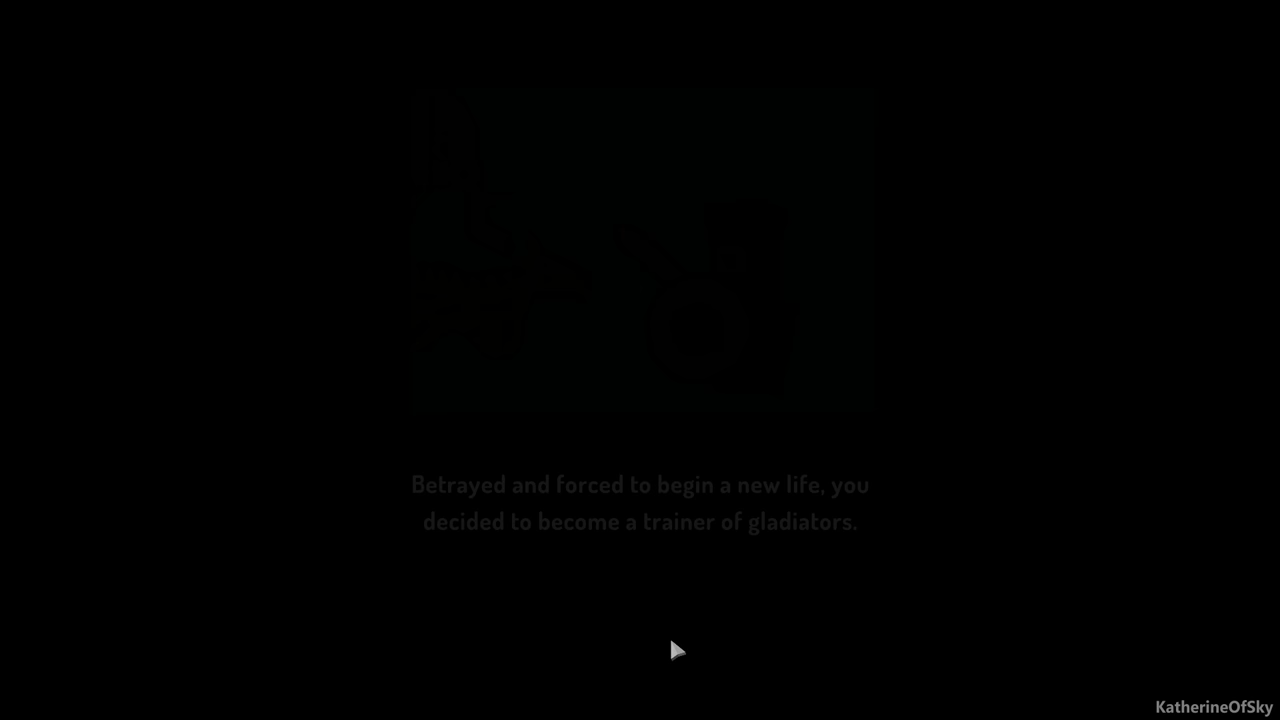 Betrayed and forced to begin a new life, you
decided to become a trainer of gladiators.
KatherineOfSky